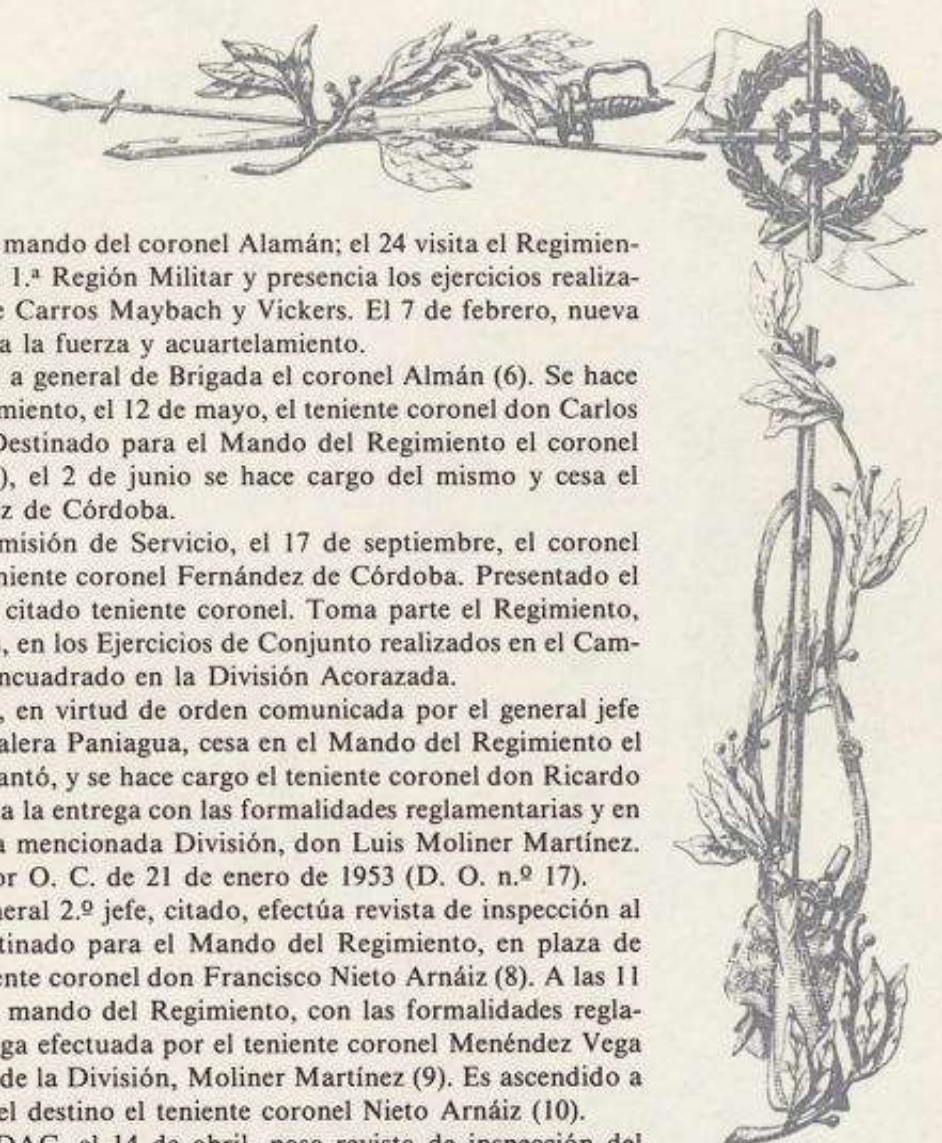 mando del coronel Alamán; el 24 visita el Regimien-
1.ª Región Militar y presencia los ejercicios realiza-
e Carros Maybach y Vickers. El 7 de febrero, nueva
a la fuerza y acuartelamiento.
a general de Brigada el coronel Almán (6). Se hace
miento, el 12 de mayo, el teniente coronel don Carlos
Destinado para el Mando del Regimiento el coronel
), el 2 de junio se hace cargo del mismo y cesa el
z de Córdoba.
misión de Servicio, el 17 de septiembre, el coronel
niente coronel Fernández de Córdoba. Presentado el
citado teniente coronel. Toma parte el Regimiento,
, en los Ejercicios de Conjunto realizados en el Cam-
ncuadrado en la División Acorazada.
, en virtud de orden comunicada por el general jefe
alera Paniagua, cesa en el Mando del Regimiento el
antó, y se hace cargo el teniente coronel don Ricardo
a la entrega con las formalidades reglamentarias y en
a mencionada División, don Luis Moliner Martínez.
or O. C. de 21 de enero de 1953 (D. O. n.º 17).
neral 2.º jefe, citado, efectúa revista de inspección al
tinado para el Mando del Regimiento, en plaza de
ente coronel don Francisco Nieto Arnáiz (8). A las 11
mando del Regimiento, con las formalidades regla-
ga efectuada por el teniente coronel Menéndez Vega
de la División, Moliner Martínez (9). Es ascendido a
el destino el teniente coronel Nieto Arnáiz (10).
DAC, el 14 de abril, pasa revista de inspección del